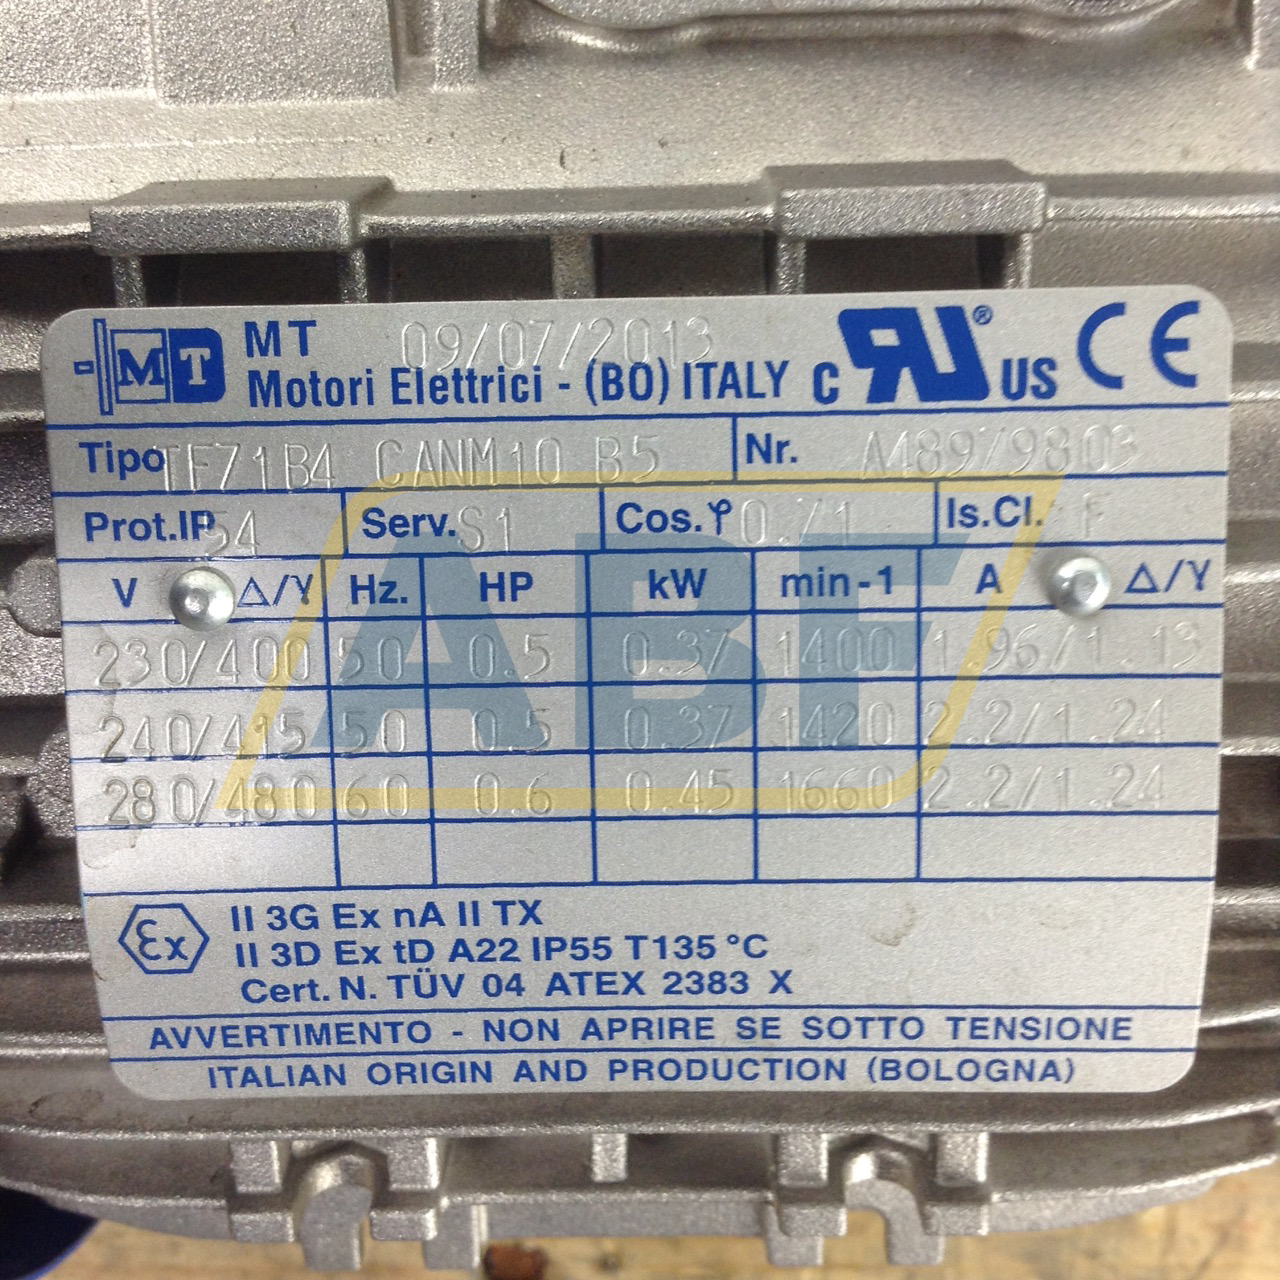 MT MT 09/07/2013
Motori Elettrici - (BO) ITALY C RU® US CE
Tipo TF71B4 CANM10 B5 Nr. A48979803
Prot.IP 54 Serv. S1 Cos.φ 0.71 Is.Cl. F
V Δ/Y Hz. HP kW min-1 A Δ/Y
230/400 50 0.5 0.37 1400 1.96/1.13
240/415 50 0.5 0.37 1420 2.2/1.24
280/480 60 0.6 0.45 1660 2.2/1.24
ABF
Ex II 3G Ex nA II TX
II 3D Ex tD A22 IP55 T135 °C
Cert. N. TÜV 04 ATEX 2383 X
AVVERTIMENTO - NON APRIRE SE SOTTO TENSIONE
ITALIAN ORIGIN AND PRODUCTION (BOLOGNA)